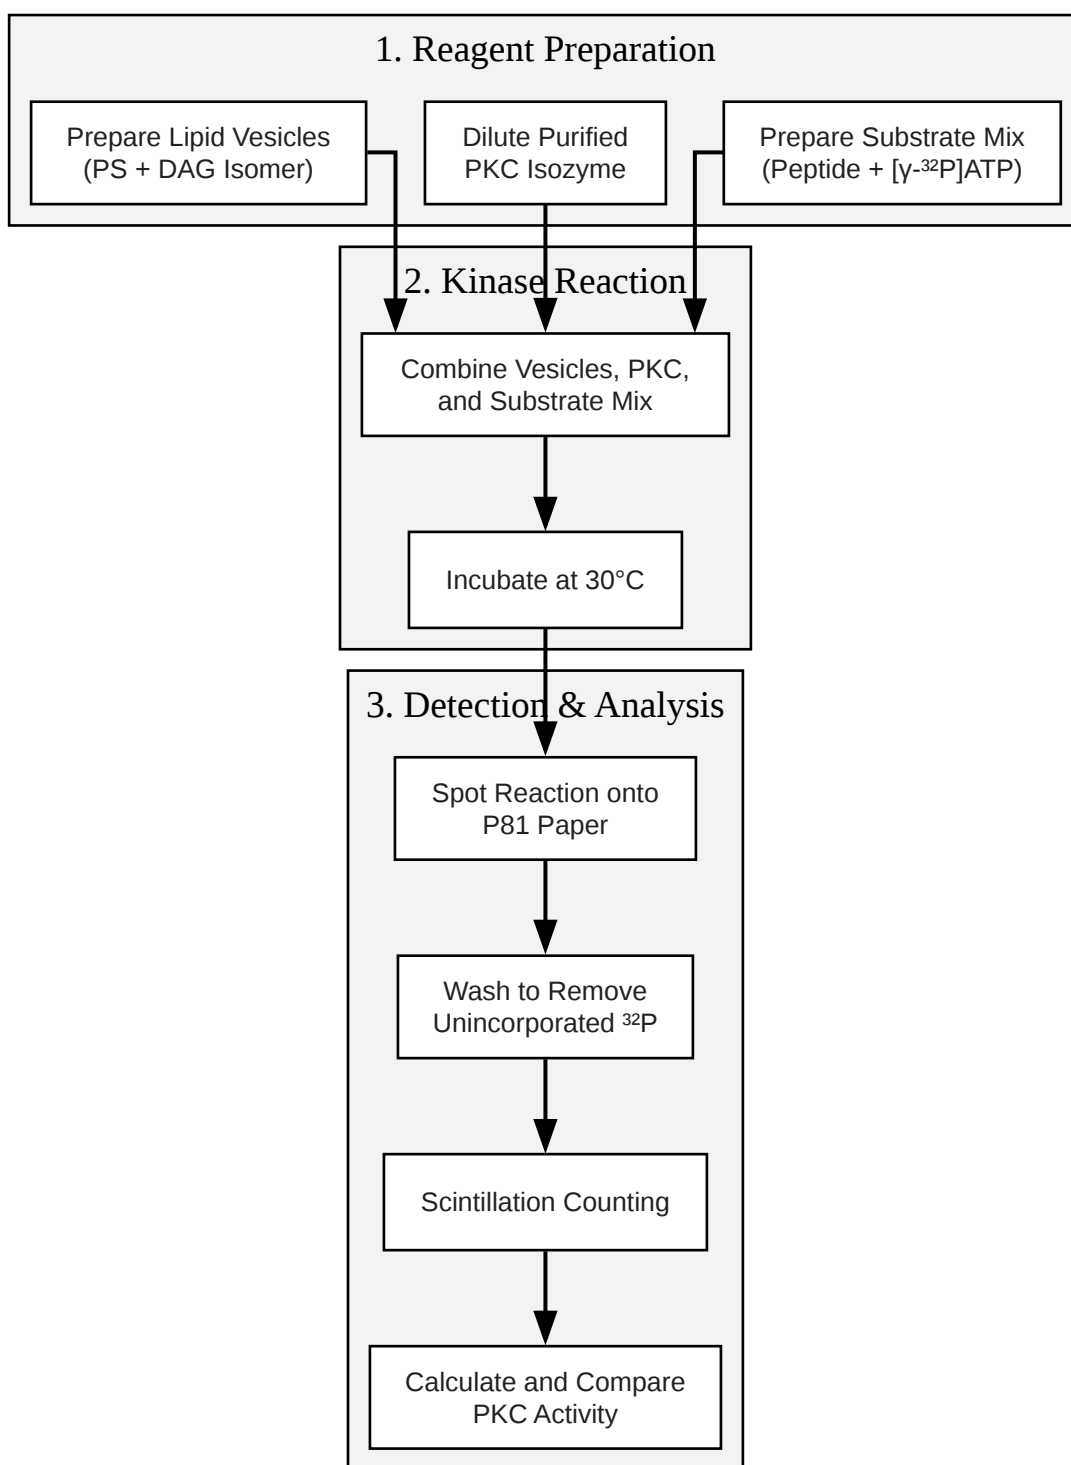 1. Reagent Preparation
Prepare Lipid Vesicles
(PS + DAG Isomer)
Dilute Purified
PKC Isozyme
Prepare Substrate Mix
(Peptide + [γ-³²P]ATP)
2. Kinase Reaction
Combine Vesicles, PKC,
and Substrate Mix
Incubate at 30°C
3. Detection & Analysis
Spot Reaction onto
P81 Paper
Wash to Remove
Unincorporated ³²P
Scintillation Counting
Calculate and Compare
PKC Activity